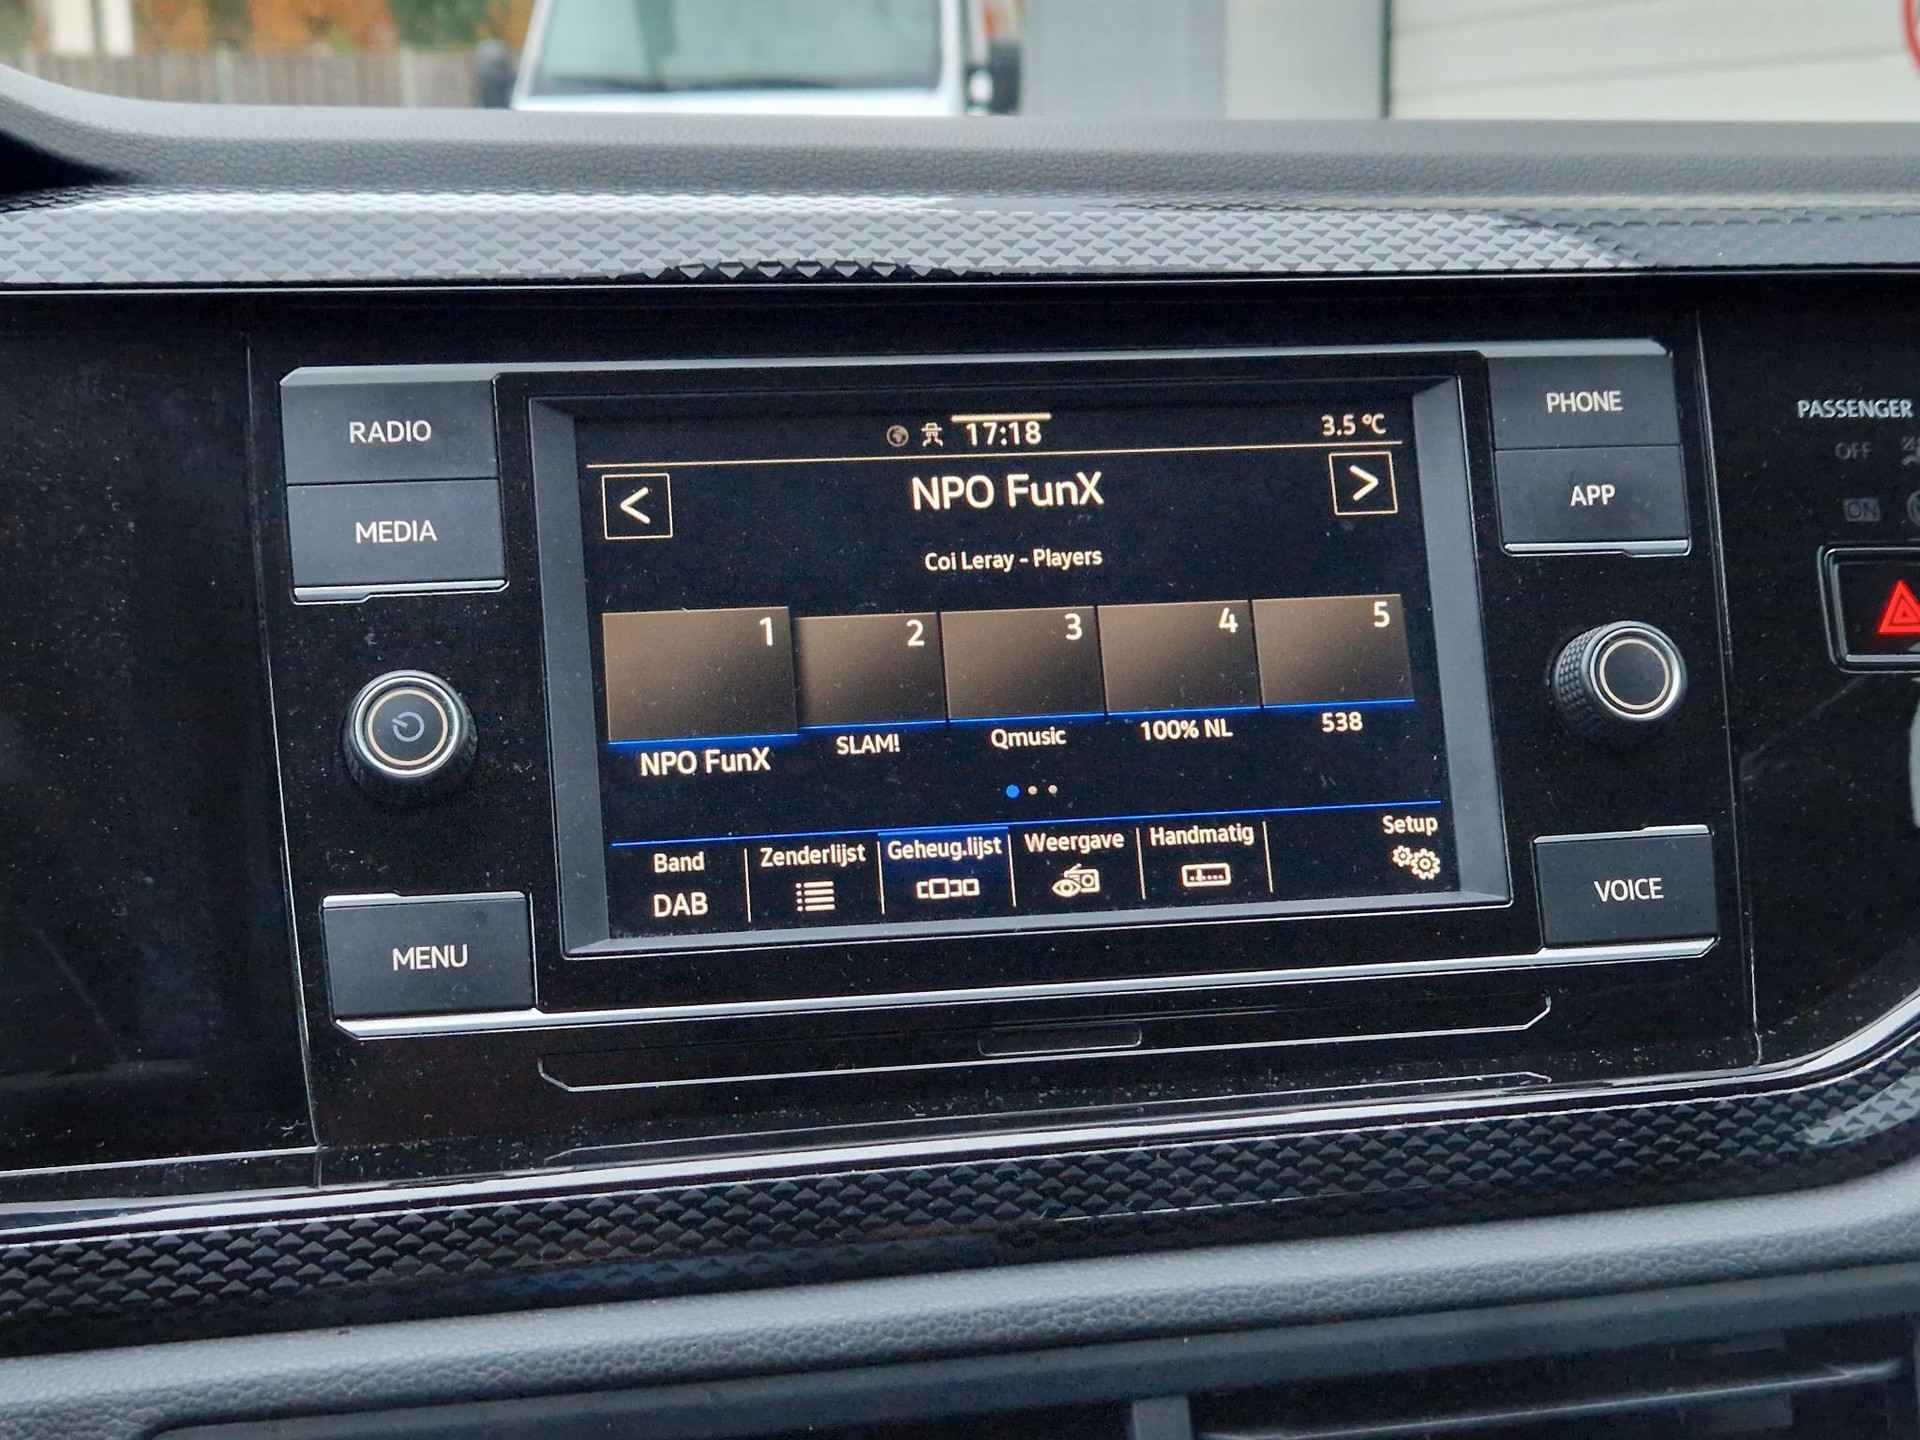 RADIO
MEDIA
MENU
17:18
3.5 °C
<
NPO FunX
>
Coi Leray - Players
1
2
3
4
5
NPO FunX
SLAM!
Qmusic
100% NL
538
Band
DAB
Zenderlijst
Geheug.lijst
Weergave
Handmatig
Setup
PHONE
APP
VOICE
PASSENGER
OFF
ON